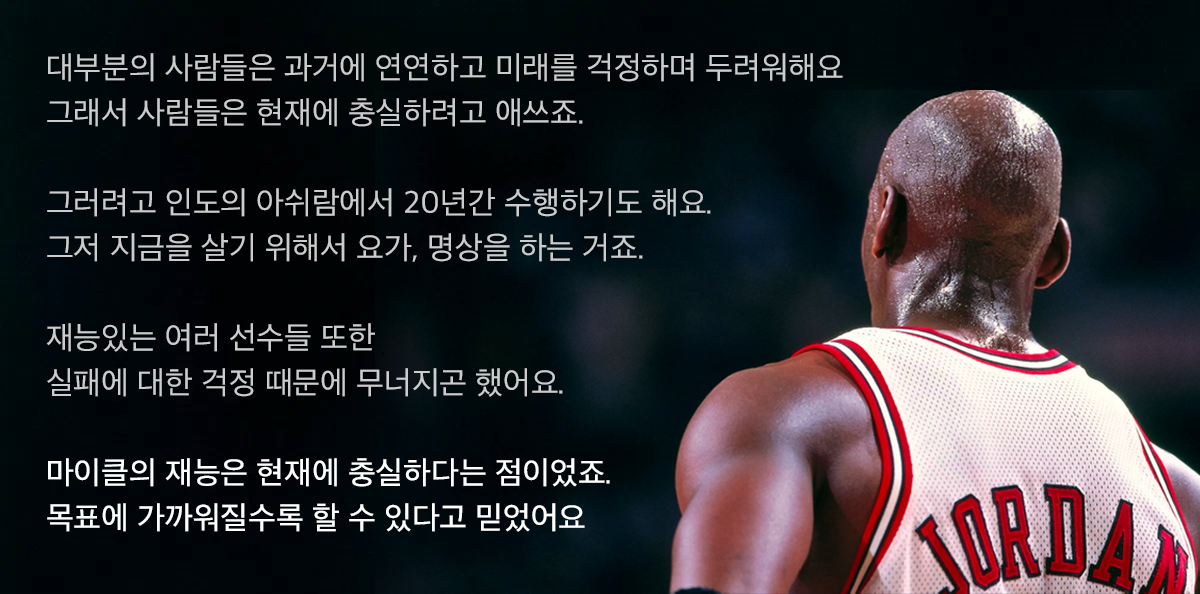 대부분의 사람들은 과거에 연연하고 미래를 걱정하며 두려워해요
그래서 사람들은 현재에 충실하려고 애쓰죠.
그러려고 인도의 아쉬람에서 20년간 수행하기도 해요.
그저 지금을 살기 위해서 요가, 명상을 하는 거죠.
재능있는 여러 선수들 또한
실패에 대한 걱정 때문에 무너지곤 했어요.
마이클의 재능은 현재에 충실하다는 점이었죠.
목표에 가까워질수록 할 수 있다고 믿었어요
JORDAN